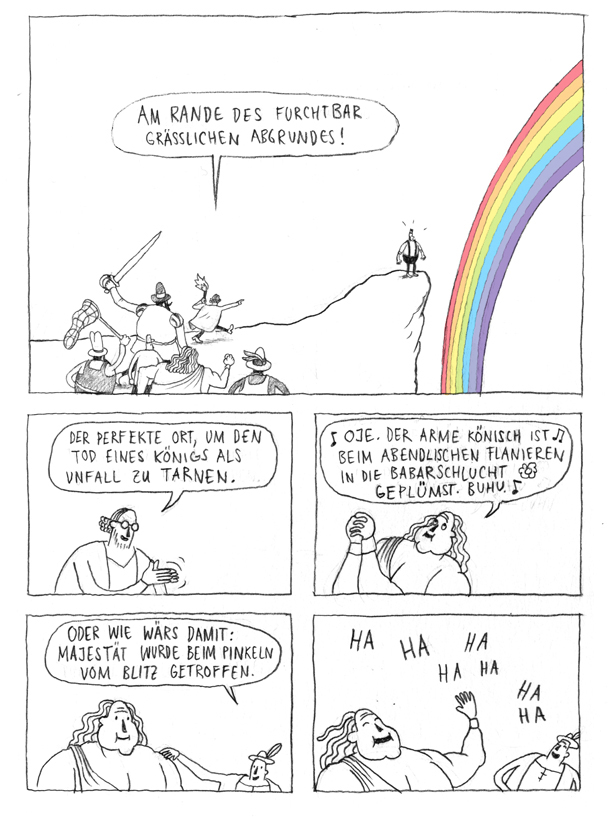 AM RANDE DES FURCHTBAR
GRÄSSLICHEN ABGRUNDES!
DER PERFEKTE ORT, UM DEN
TOD EINES KÖNIGS ALS
UNFALL ZU TARNEN.
♪ OJE. DER ARME KÖNISCH IST ♫
BEIM ABENDLISCHEN FLANIEREN
IN DIE BABARSCHLUCHT
GEPLÜMST. BUHU. ♪
ODER WIE WÄRS DAMIT:
MAJESTÄT WURDE BEIM PINKELN
VOM BLITZ GETROFFEN.
HA HA HA
HA HA
HA
HA